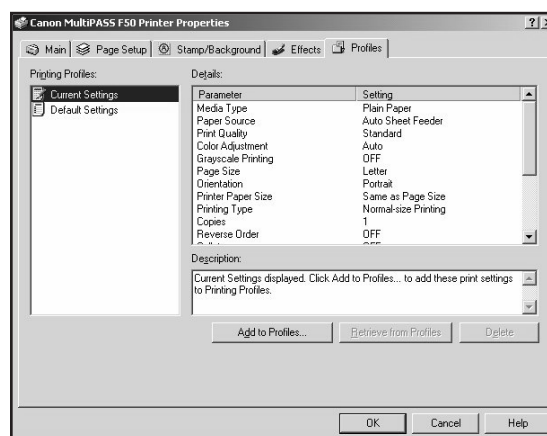 Canon MultiPASS F50 Printer Properties
Main Page Setup Stamp/Background Effects Profiles
Printing Profiles:
Current Settings
Default Settings
Details:
Parameter Setting
Media Type Plain Paper
Paper Source Auto Sheet Feeder
Print Quality Standard
Color Adjustment Auto
Grayscale Printing OFF
Page Size Letter
Orientation Portrait
Printer Paper Size Same as Page Size
Printing Type Normal-size Printing
Copies 1
Reverse Order OFF
Description:
Current Settings displayed. Click Add to Profiles... to add these print settings
to Printing Profiles.
Add to Profiles... Retrieve from Profiles Delete
OK Cancel Help